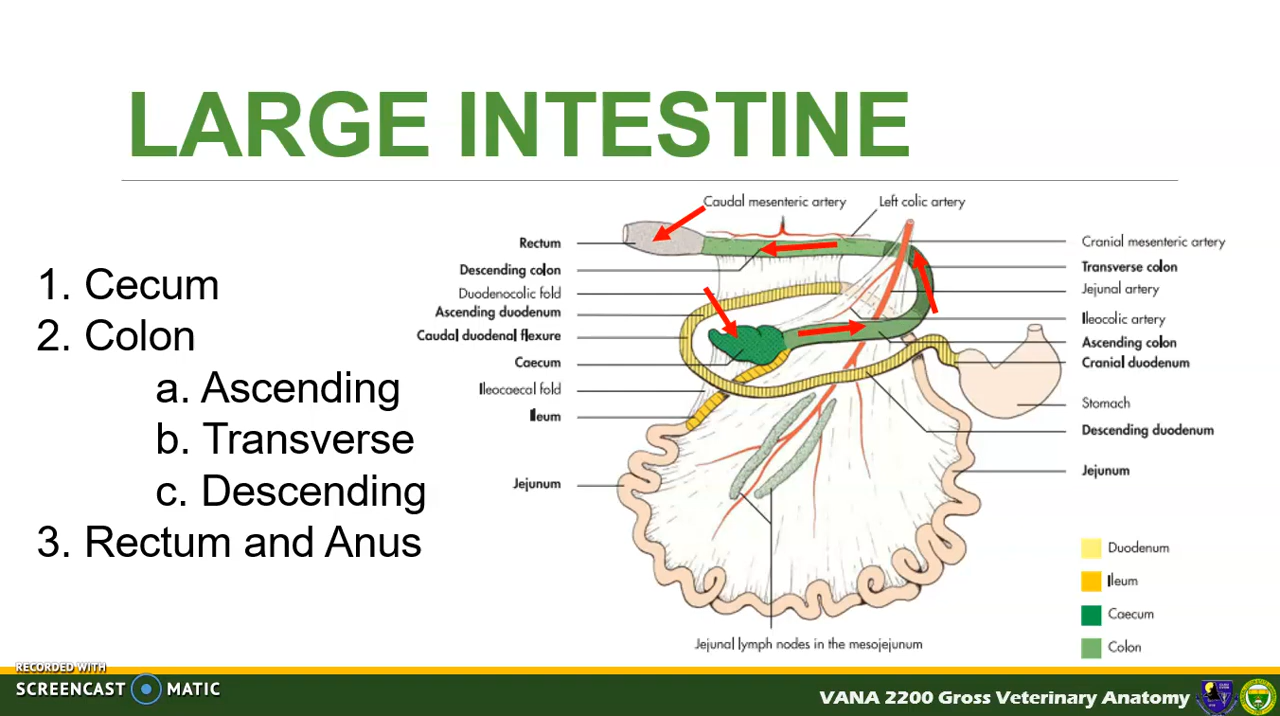 LARGE INTESTINE
1. Cecum
2. Colon
a. Ascending
b. Transverse
c. Descending
3. Rectum and Anus
Caudal mesenteric artery
Left colic artery
Rectum
Descending colon
Duodenocolic fold
Ascending duodenum
Caudal duodenal flexure
Caecum
Ileocaecal fold
Ileum
Jejunum
Cranial mesenteric artery
Transverse colon
Jejunal artery
Ileocolic artery
Ascending colon
Cranial duodenum
Stomach
Descending duodenum
Jejunum
Jejunal lymph nodes in the mesojejunum
Duodenum
Ileum
Caecum
Colon
RECORDED WITH
SCREENCAST MATIC
VANA 2200 Gross Veterinary Anatomy